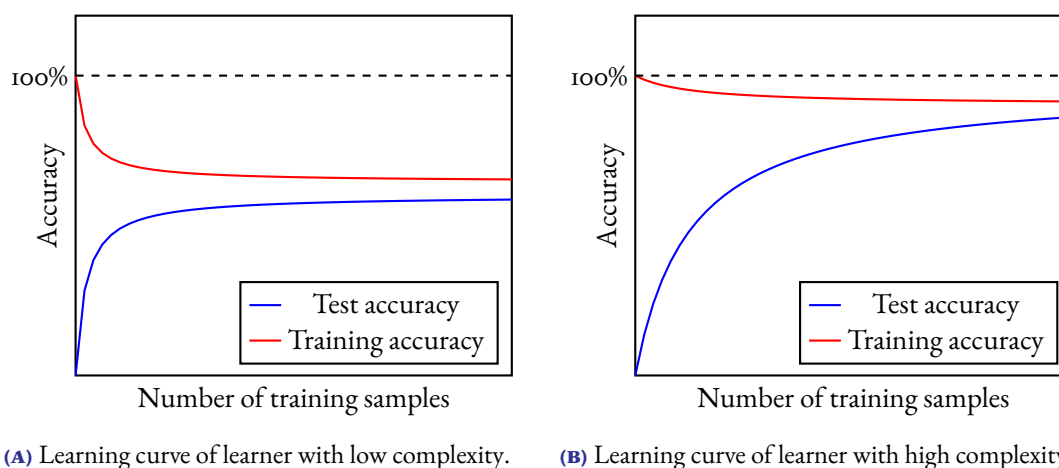 100%
Accuracy
Test accuracy
Training accuracy
Number of training samples
(A) Learning curve of learner with low complexity.
100%
Accuracy
Test accuracy
Training accuracy
Number of training samples
(B) Learning curve of learner with high complexity